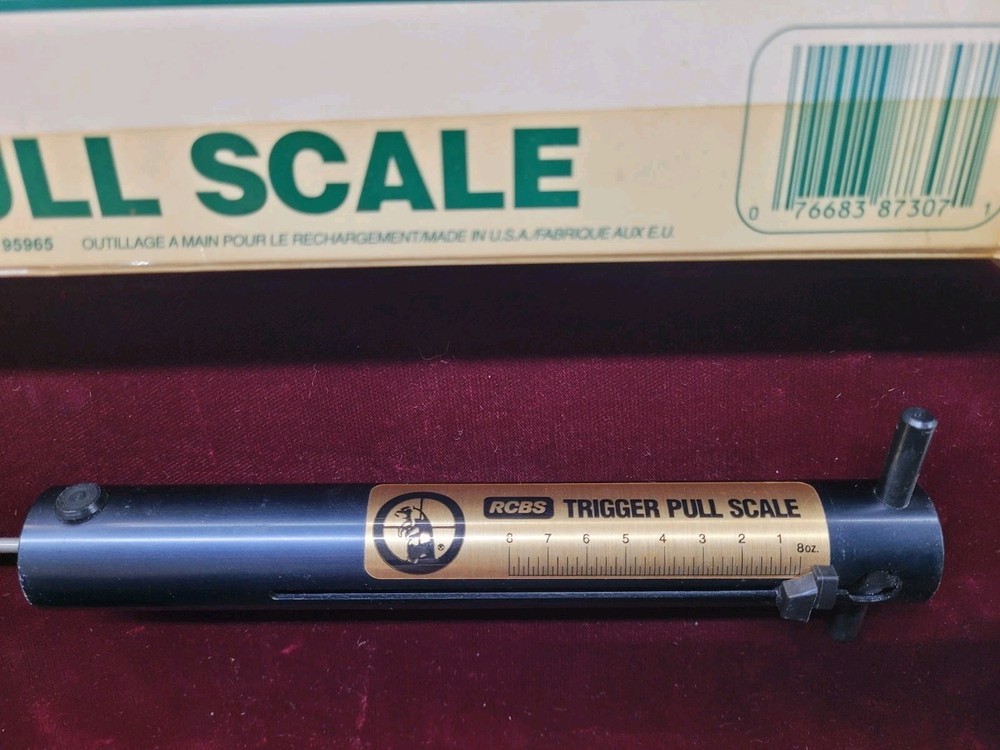 ULL SCALE
95965 OUTILLAGE A MAIN POUR LE RECHARGEMENT/MADE IN U.S.A./FABRIQUE AUX E.U.
0 76683 87307 1
RCBS TRIGGER PULL SCALE
8 7 6 5 4 3 2 1 8oz.
®